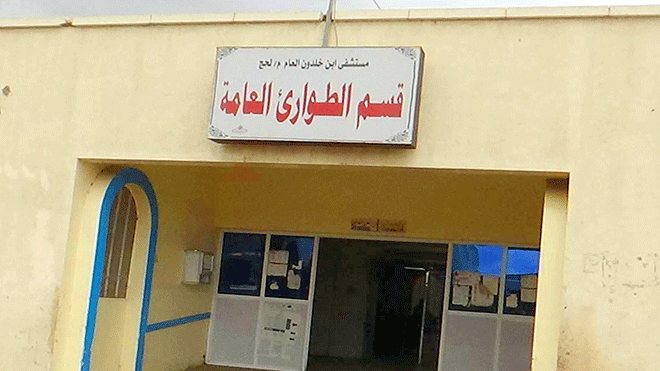 مستشفى ابن خلدون العام م/ لحج
قسم الطوارئ العامة